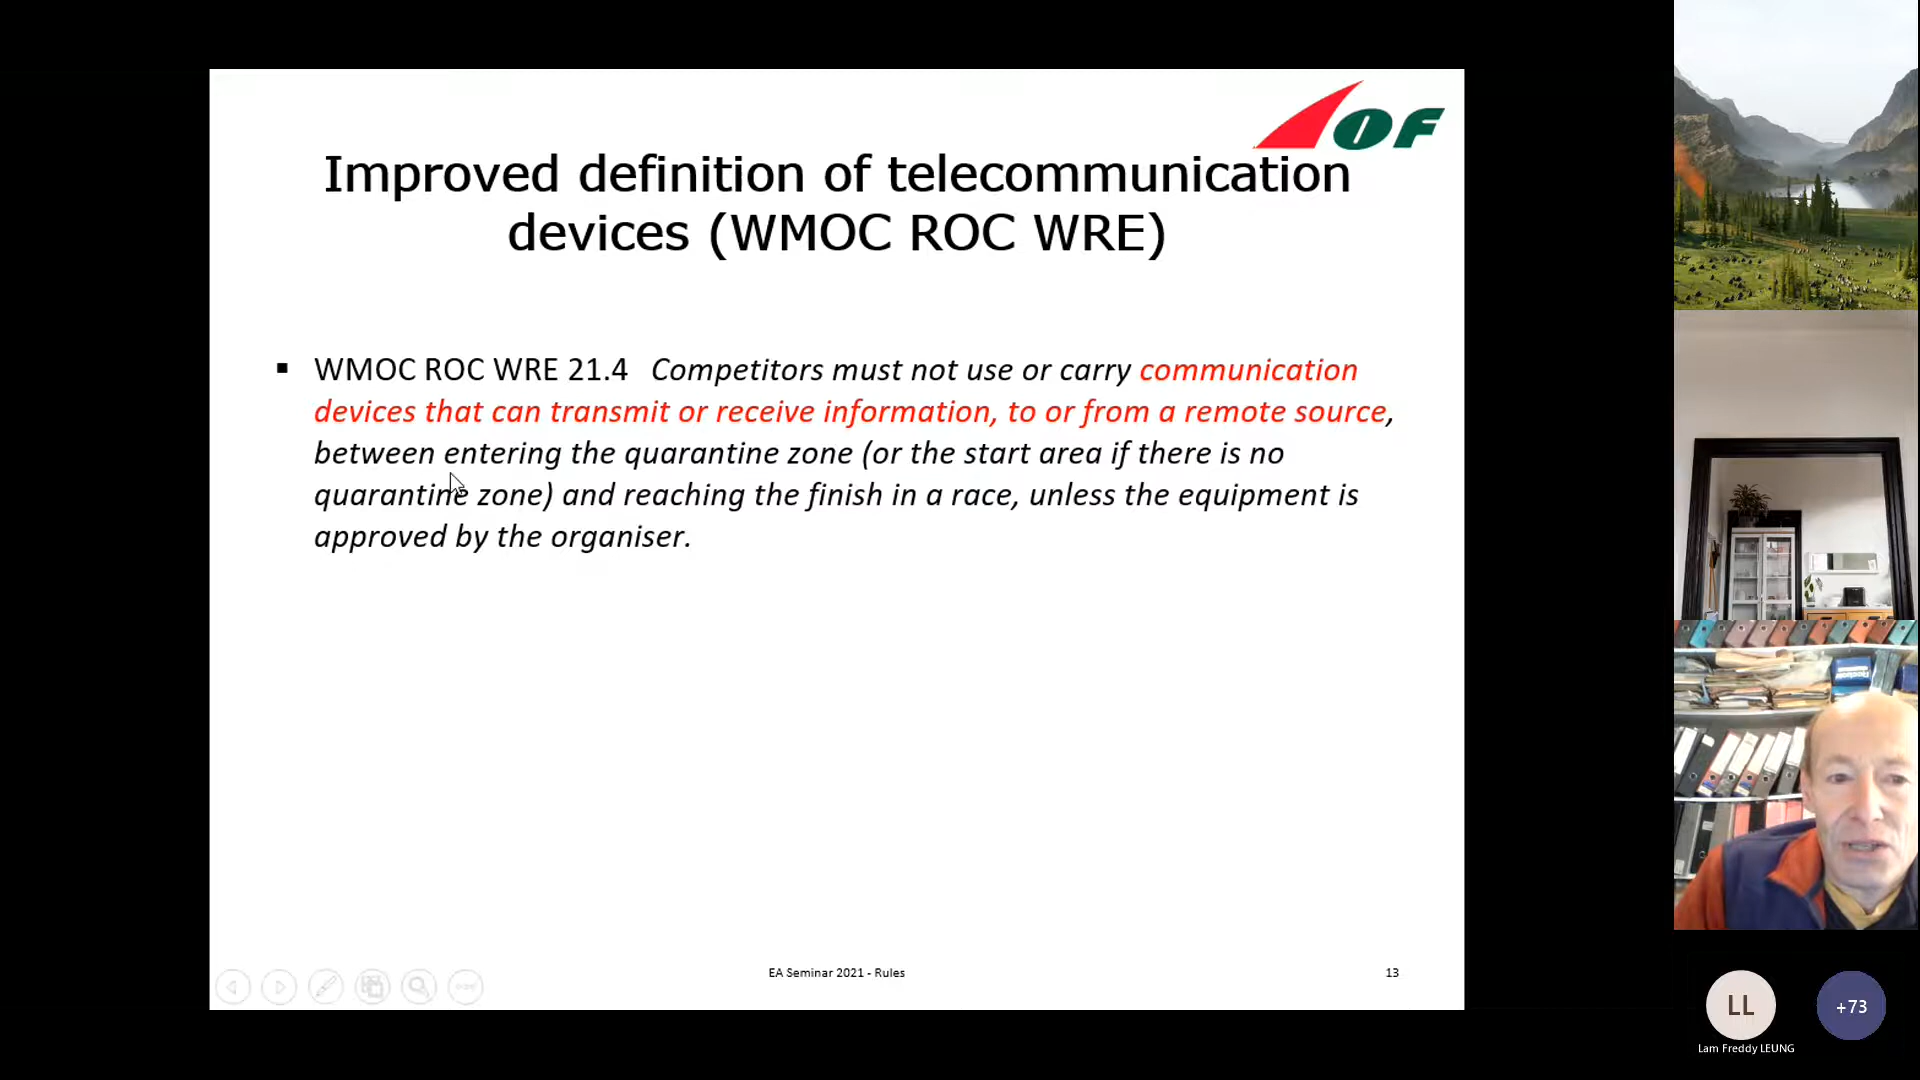 IOF
Improved definition of telecommunication
devices (WMOC ROC WRE)
▪ WMOC ROC WRE 21.4 Competitors must not use or carry communication
devices that can transmit or receive information, to or from a remote source,
between entering the quarantine zone (or the start area if there is no
quarantine zone) and reaching the finish in a race, unless the equipment is
approved by the organiser.
EA Seminar 2021 - Rules
13
LL
+73
Lam Freddy LEUNG